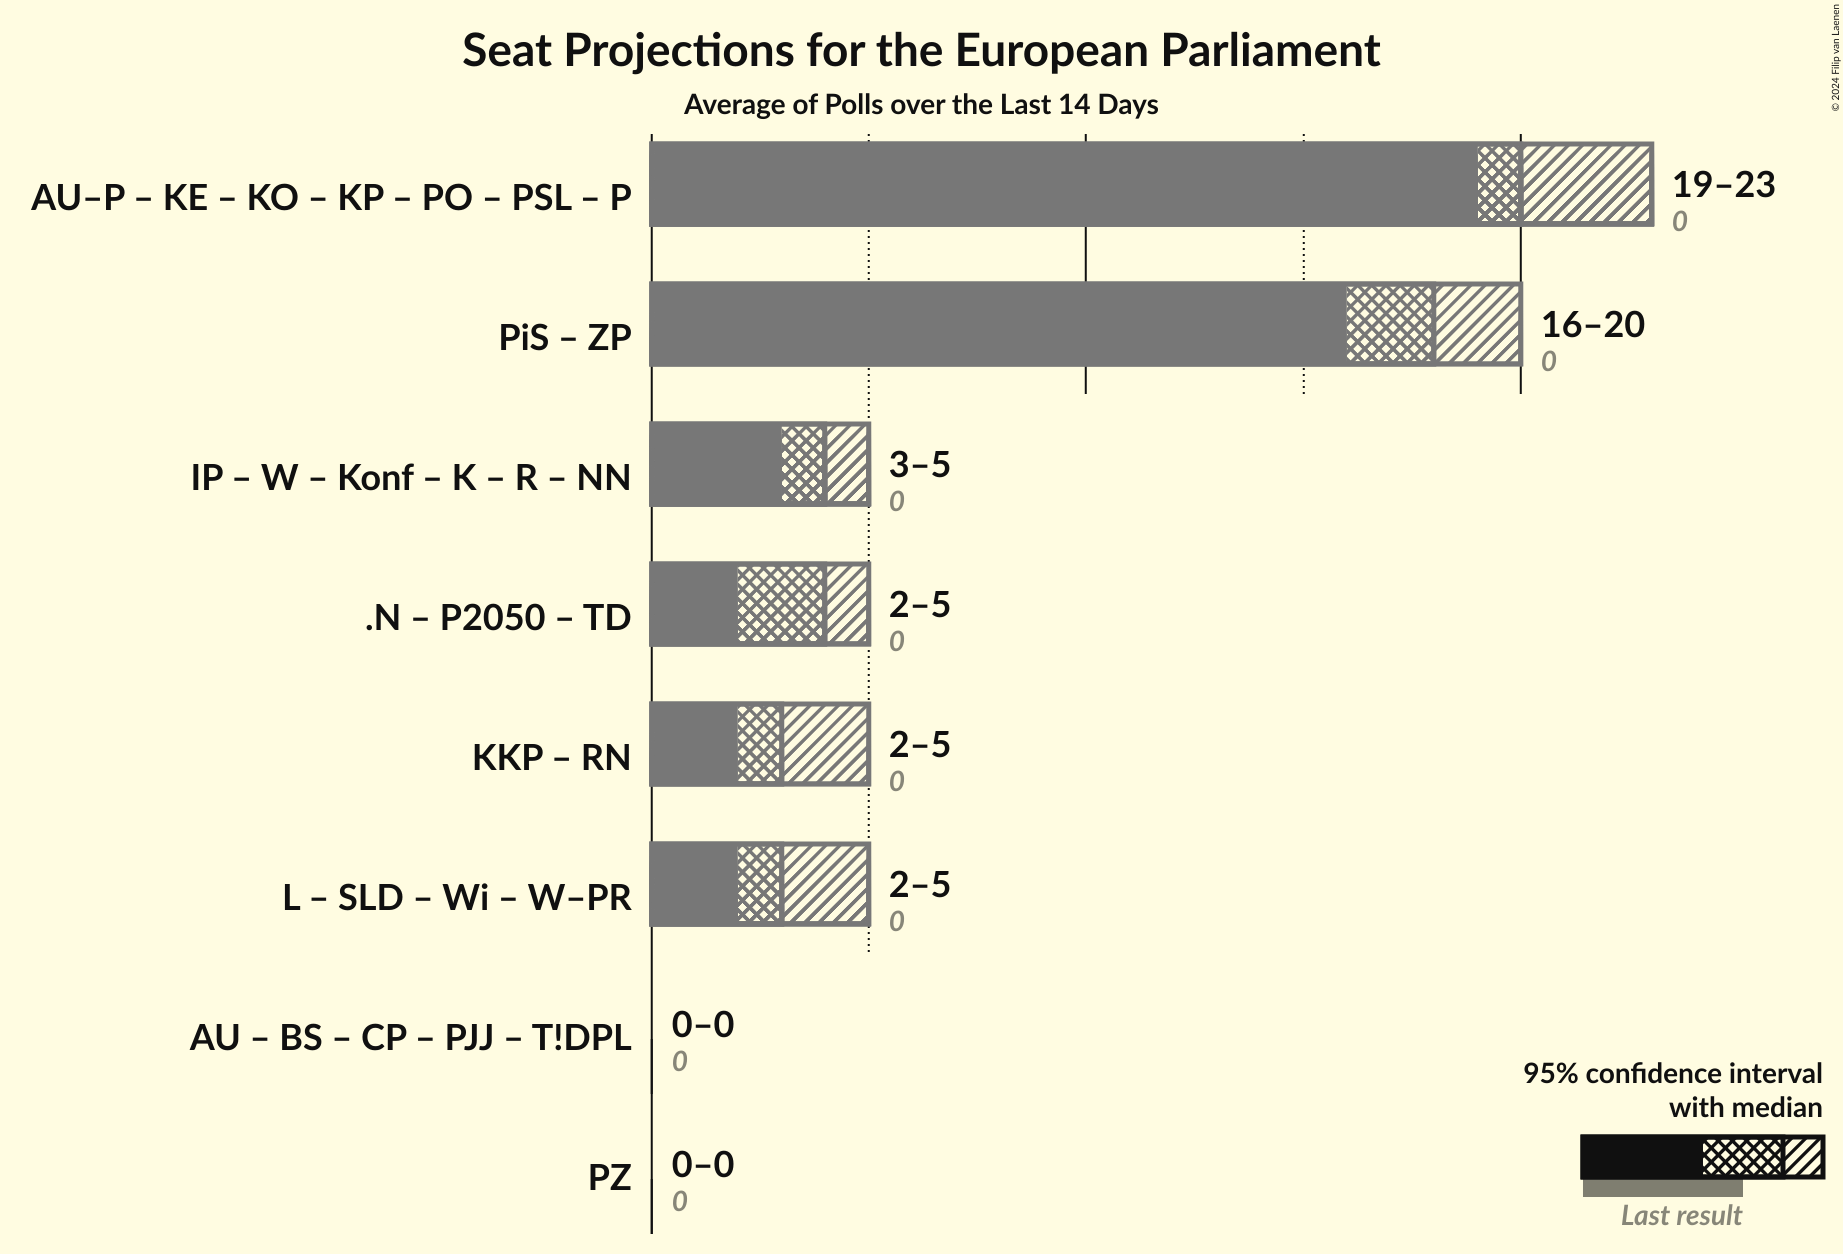 Seat Projections for the European Parliament
Average of Polls over the Last 14 Days
© 2024 Filip van Laenen
AU–P – KE – KO – KP – PO – PSL – P
19–23
0
PiS – ZP
16–20
0
IP – W – Konf – K – R – NN
3–5
0
.N – P2050 – TD
2–5
0
KKP – RN
2–5
0
L – SLD – Wi – W–PR
2–5
0
AU – BS – CP – PJJ – T!DPL
0–0
0
PZ
0–0
0
95% confidence interval
with median
Last result